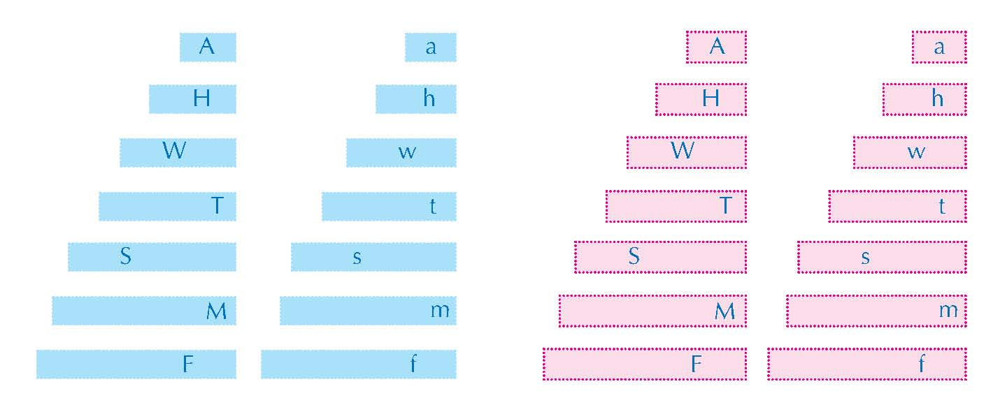 A a A a
H h H h
W w W w
T t T t
S s S s
M m M m
F f F f